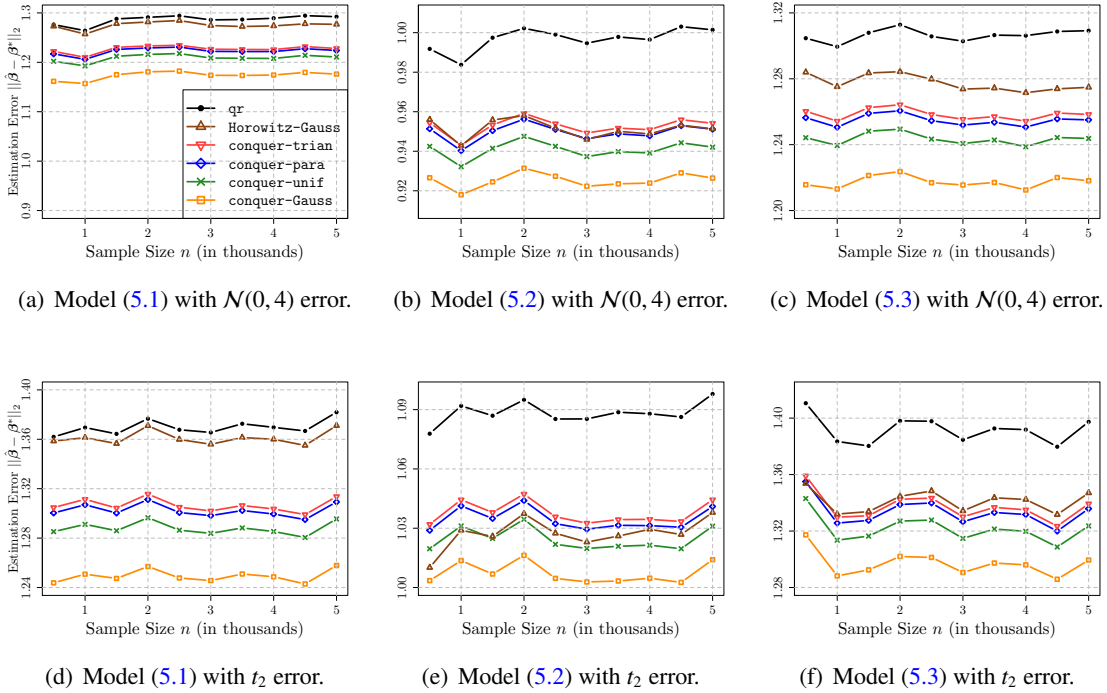 Estimation Error ||β̂ − β*||₂
1.3
1.2
1.1
1.0
0.9
qr
Horowitz-Gauss
conquer-trian
conquer-para
conquer-unif
conquer-Gauss
1 2 3 4 5
Sample Size n (in thousands)
(a) Model (5.1) with N(0, 4) error.
1.00
0.98
0.96
0.94
0.92
1 2 3 4 5
Sample Size n (in thousands)
(b) Model (5.2) with N(0, 4) error.
1.32
1.28
1.24
1.20
1 2 3 4 5
Sample Size n (in thousands)
(c) Model (5.3) with N(0, 4) error.
Estimation Error ||β̂ − β*||₂
1.40
1.36
1.32
1.28
1.24
1 2 3 4 5
Sample Size n (in thousands)
(d) Model (5.1) with t₂ error.
1.09
1.06
1.03
1.00
1 2 3 4 5
Sample Size n (in thousands)
(e) Model (5.2) with t₂ error.
1.40
1.36
1.32
1.28
1 2 3 4 5
Sample Size n (in thousands)
(f) Model (5.3) with t₂ error.